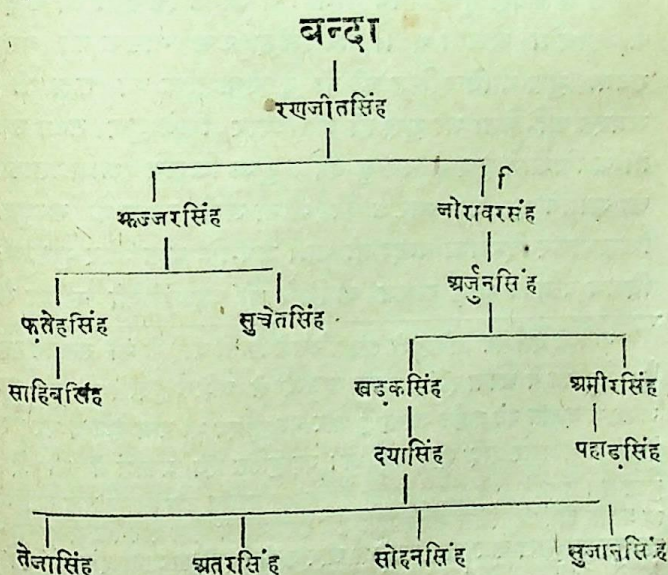 बन्दा
रणजीतसिंह
झज्जरसिंह जोरावरसिंह
अर्जुनसिंह
फ़तेहसिंह सुचेतसिंह
साहिबसिंह खड़कसिंह अमीरसिंह
दयासिंह पहाड़सिंह
तेजासिंह अतरसिंह सोहनसिंह सुजानसिंह